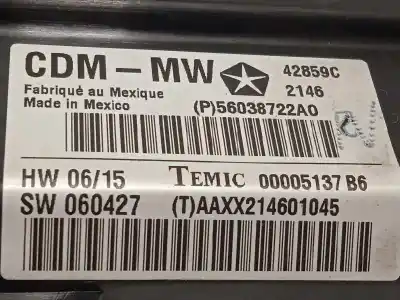 CDM-MW 42859C
Fabriqué au Mexique 2146
Made in Mexico (P)56038722AO
HW 06/15 TEMIC 00005137 B6
SW 060427 (T)AAXX214601045